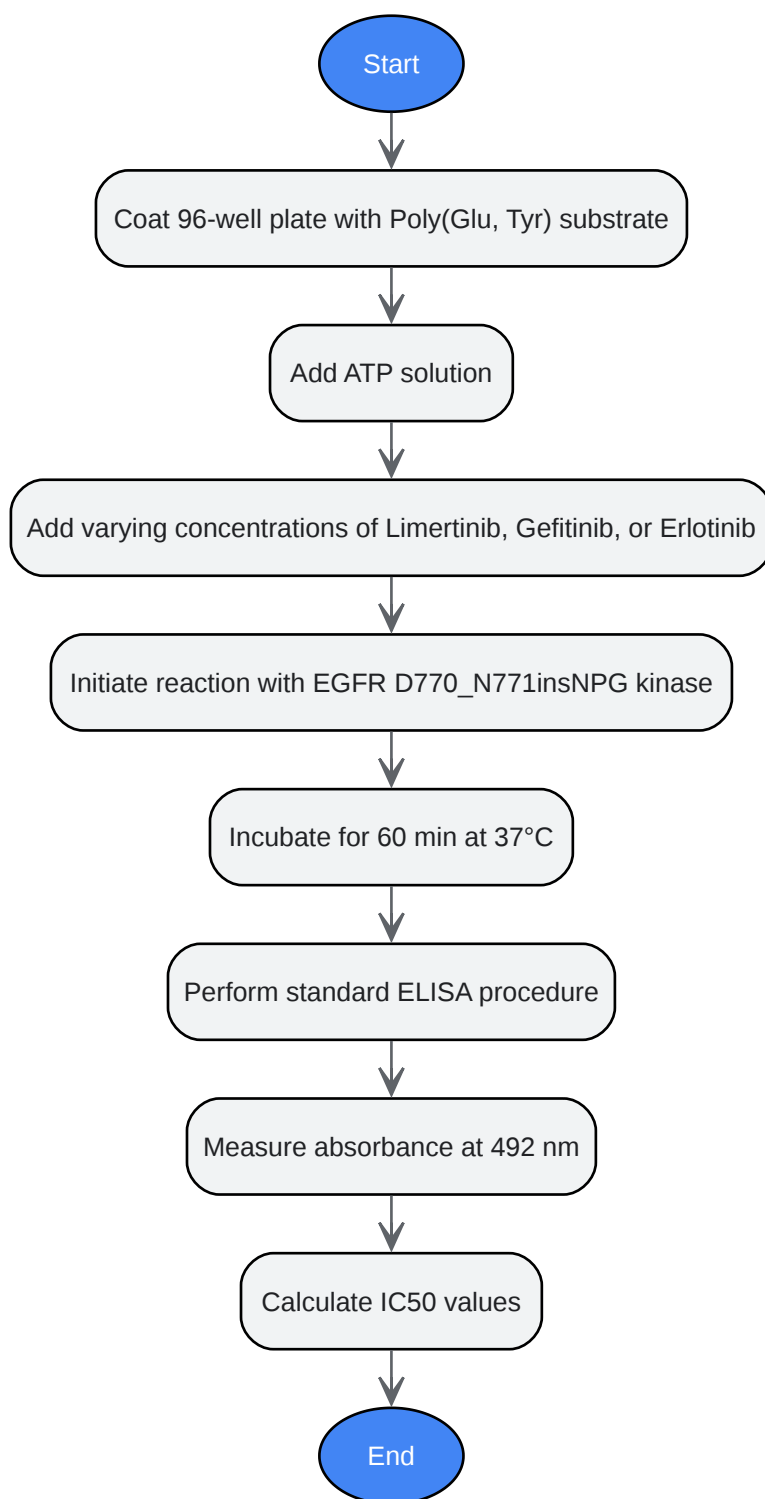 Start
Coat 96-well plate with Poly(Glu, Tyr) substrate
Add ATP solution
Add varying concentrations of Limertinib, Gefitinib, or Erlotinib
Initiate reaction with EGFR D770_N771insNPG kinase
Incubate for 60 min at 37°C
Perform standard ELISA procedure
Measure absorbance at 492 nm
Calculate IC50 values
End